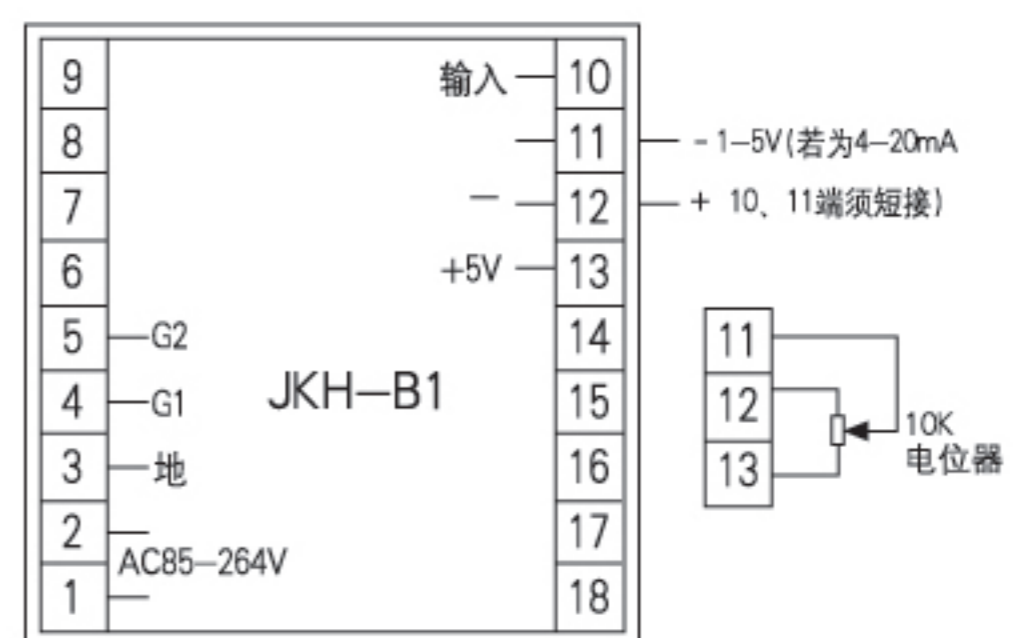 9
输入 — 10
8
11 — - 1—5V(若为4—20mA
7
— 12 — + 10、11端须短接)
6
+5V — 13
5 —G2
14
4 —G1
15
JKH—B1
3 —地
16
2
17
AC85—264V
1
18
11
12
13
10K
电位器